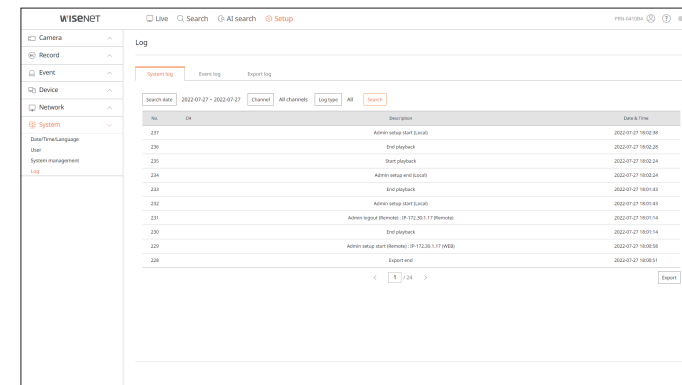 WISENET
Live Search AI search Setup
PRN-6410B4
Camera
Record
Event
Device
Network
System
Date/Time/Language
User
System management
Log
Log
System log Event log Export log
Search date 2022-07-27 ~ 2022-07-27 Channel All channels Log type All Search
No. CH Description Date & Time
237 Admin setup start (Local) 2022-07-27 18:02:38
236 End playback 2022-07-27 18:02:28
235 Start playback 2022-07-27 18:02:24
234 Admin setup end (Local) 2022-07-27 18:02:24
233 End playback 2022-07-27 18:01:43
232 Admin setup start (Local) 2022-07-27 18:01:43
231 Admin logout (Remote) : IP-172.30.1.17 (Remote) 2022-07-27 18:01:14
230 End playback 2022-07-27 18:01:14
229 Admin setup start (Remote) : IP-172.30.1.17 (WEB) 2022-07-27 18:00:58
228 Export end 2022-07-27 18:00:51
< 1 / 24 >
Export